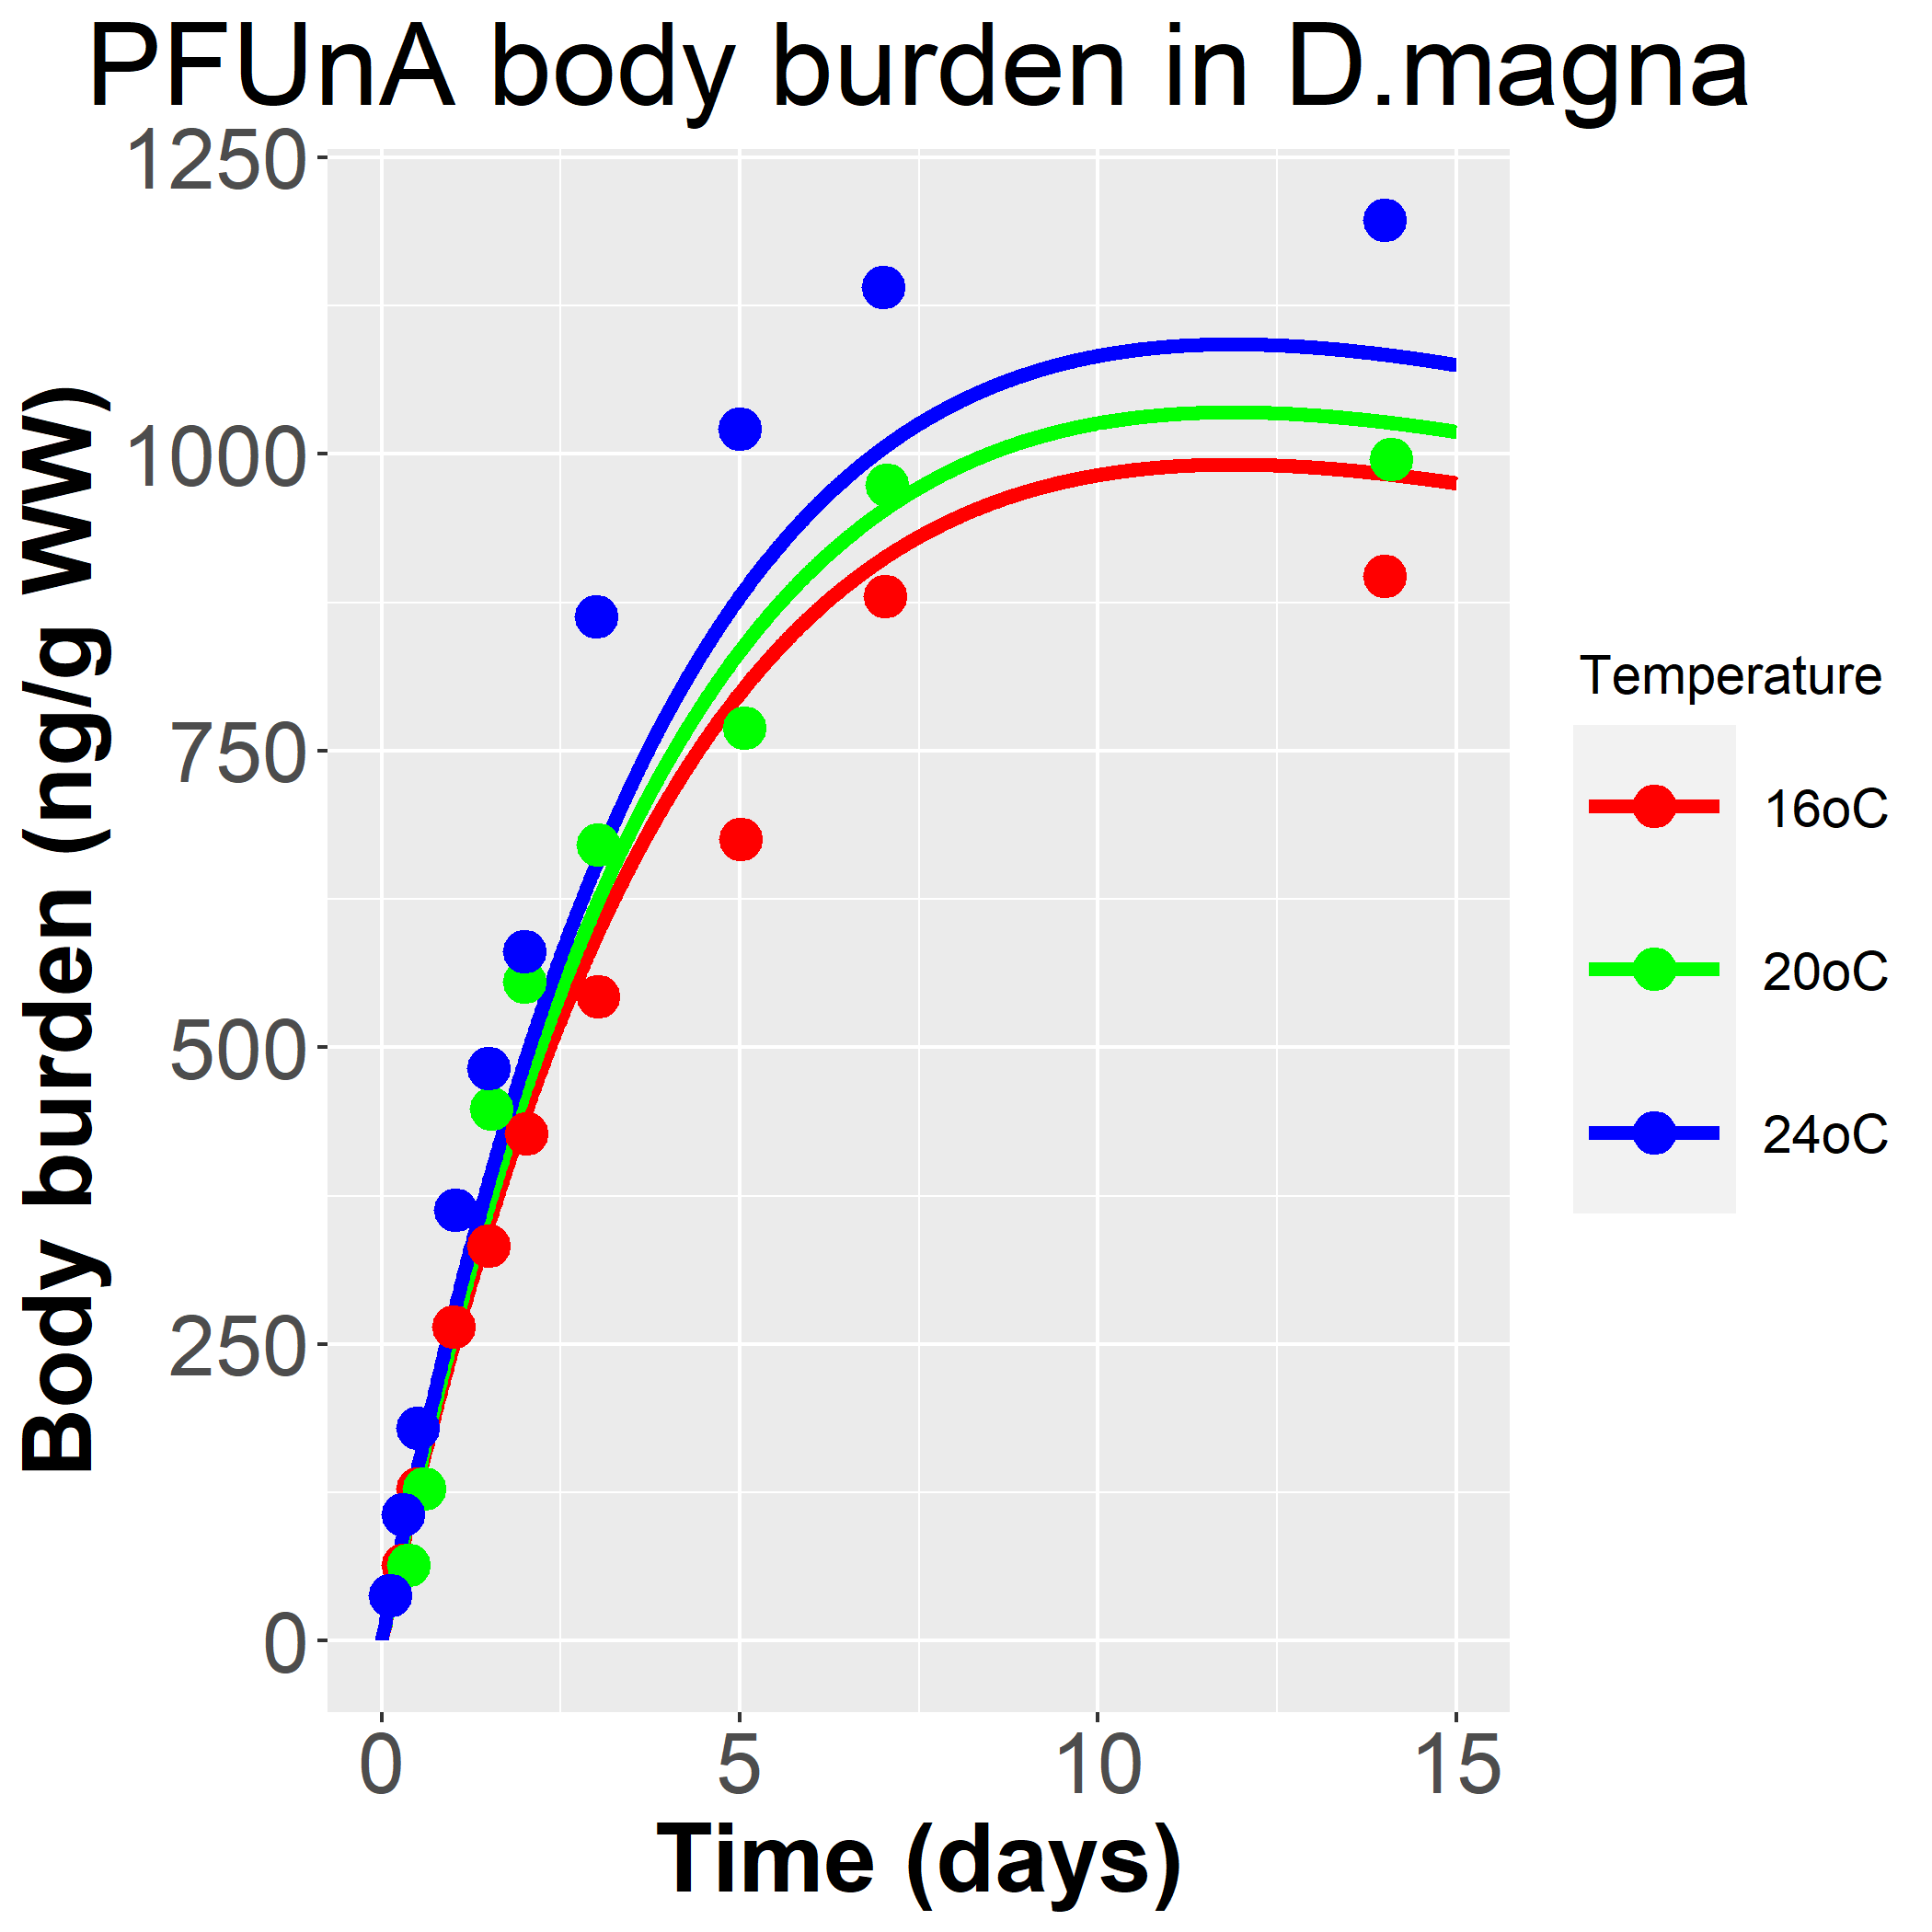 PFUnA body burden in D.magna
1250
1000
750
500
250
0
Body burden (ng/g WW)
0 5 10 15
Time (days)
Temperature
16oC
20oC
24oC